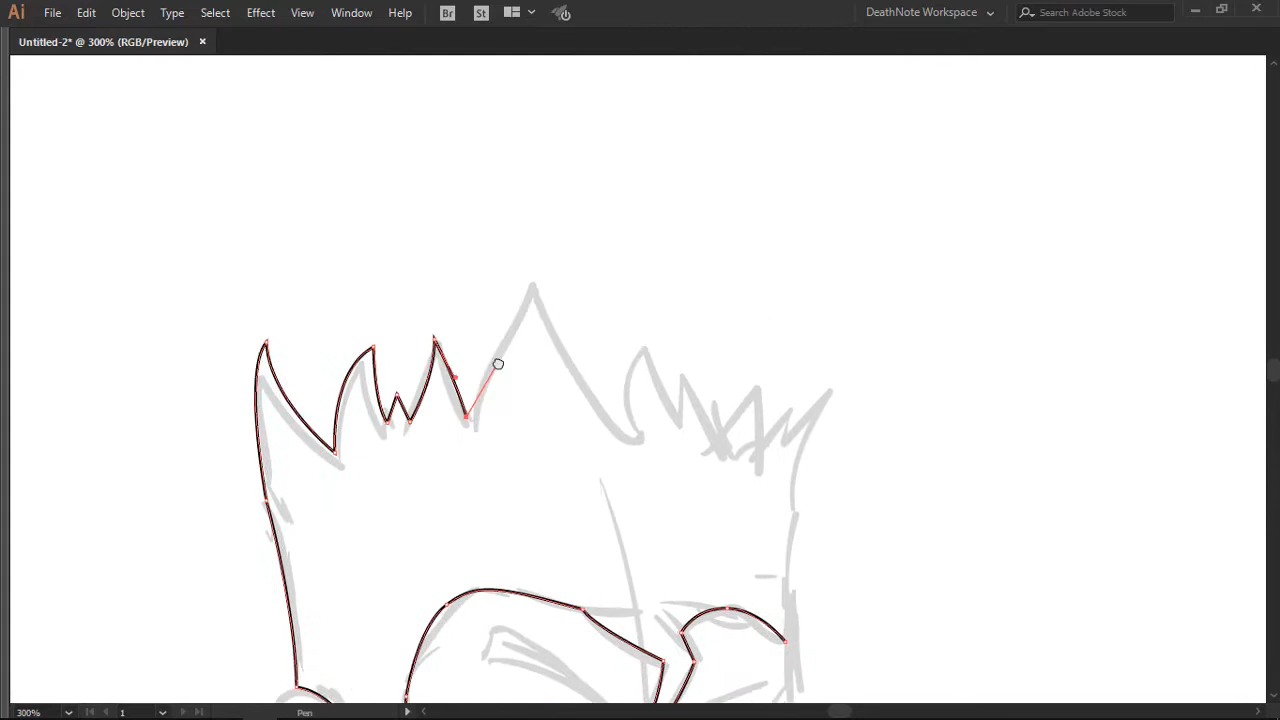 Ai File Edit Object Type Select Effect View Window Help Br St DeathNote Workspace Search Adobe Stock
Untitled-2* @ 300% (RGB/Preview) ×
300% 1 Pen